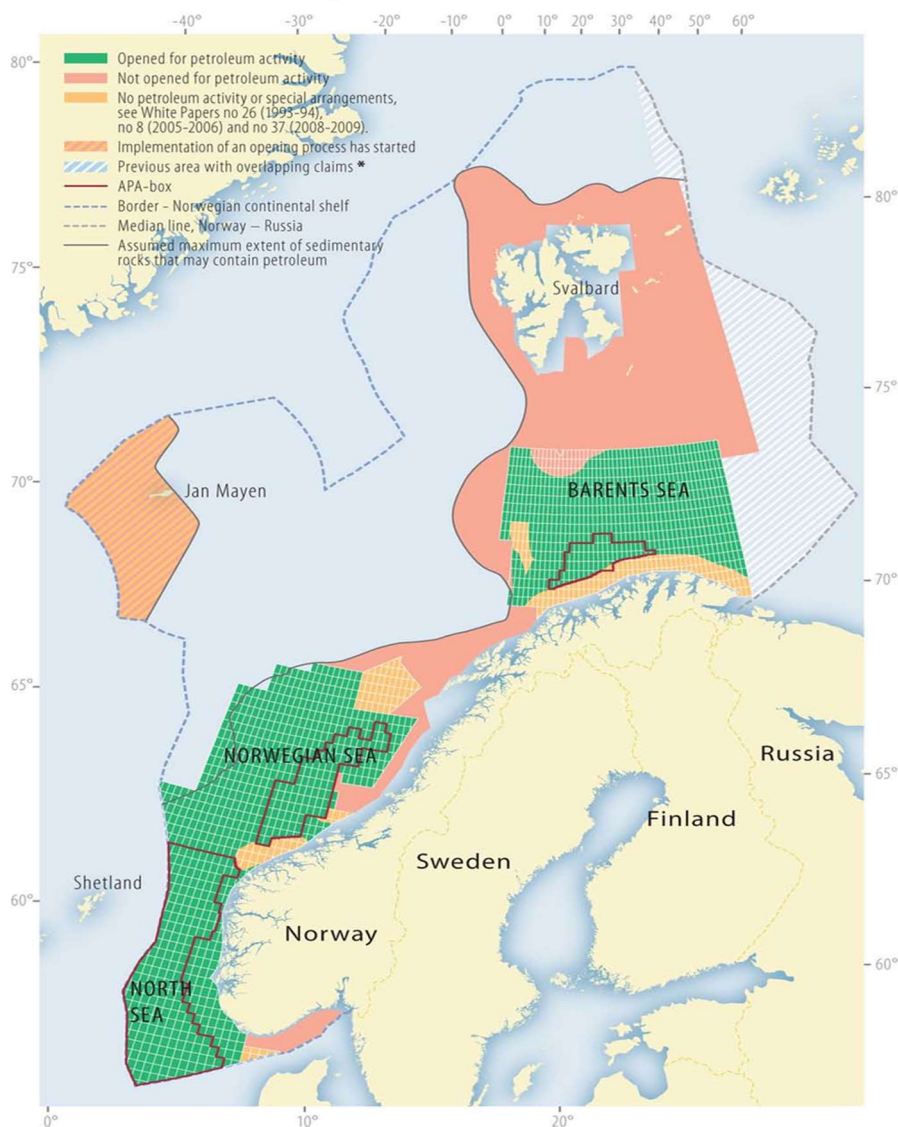 -40° -30° -20° -10° 0° 10° 20° 30° 40° 50° 60°
80°
Opened for petroleum activity
Not opened for petroleum activity
No petroleum activity or special arrangements,
see White Papers no 26 (1993-94),
no 8 (2005-2006) and no 37 (2008-2009).
Implementation of an opening process has started
Previous area with overlapping claims *
APA-box
Border - Norwegian continental shelf
Median line, Norway – Russia
Assumed maximum extent of sedimentary
rocks that may contain petroleum
80°
75°
Svalbard
75°
70°
Jan Mayen
BARENTS SEA
70°
65°
NORWEGIAN SEA
Russia
65°
Finland
Sweden
Shetland
60°
Norway
60°
NORTH
SEA
0° 10° 20°